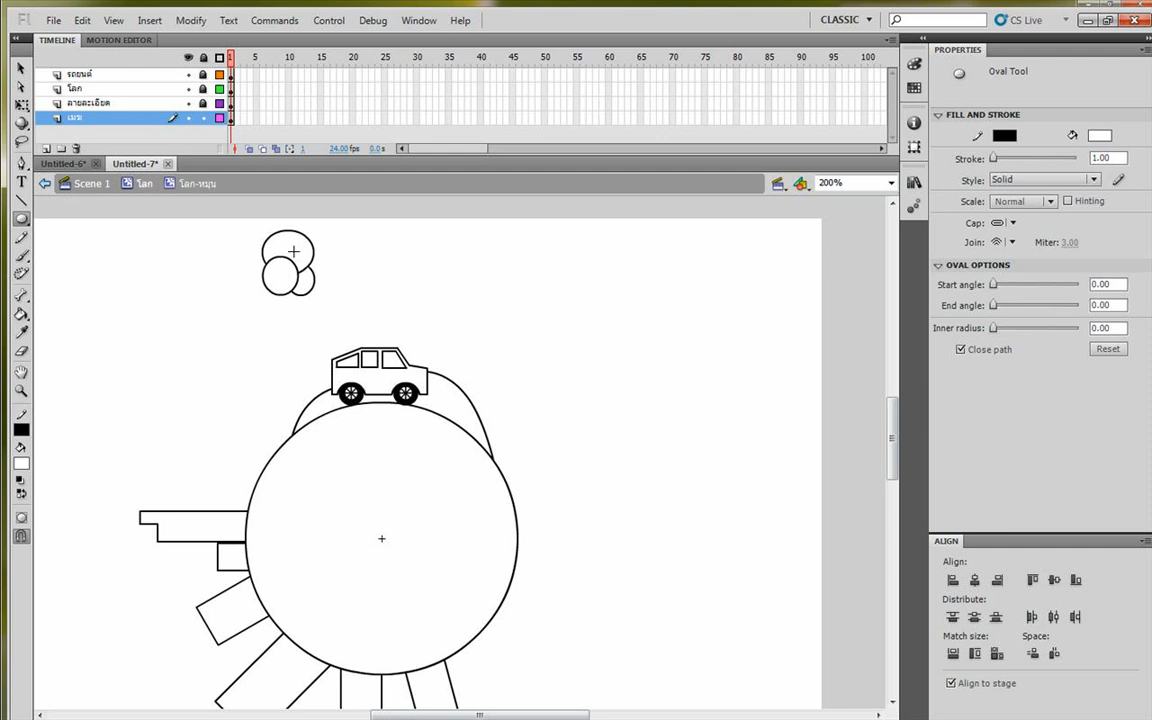 Fl File Edit View Insert Modify Text Commands Control Debug Window Help CLASSIC CS Live
TIMELINE MOTION EDITOR
1 5 10 15 20 25 30 35 40 45 50 55 60 65 70 75 80 85 90 95 100
รถยนต์
โลก
ลายละเอียด
เมฆ
1 24.00 fps 0.0 s
Untitled-6* Untitled-7*
Scene 1 โลก โลก-หมุน 200%
PROPERTIES
Oval Tool
FILL AND STROKE
Stroke: 1.00
Style: Solid
Scale: Normal Hinting
Cap:
Join: Miter: 3.00
OVAL OPTIONS
Start angle: 0.00
End angle: 0.00
Inner radius: 0.00
Close path Reset
ALIGN
Align:
Distribute:
Match size: Space:
Align to stage